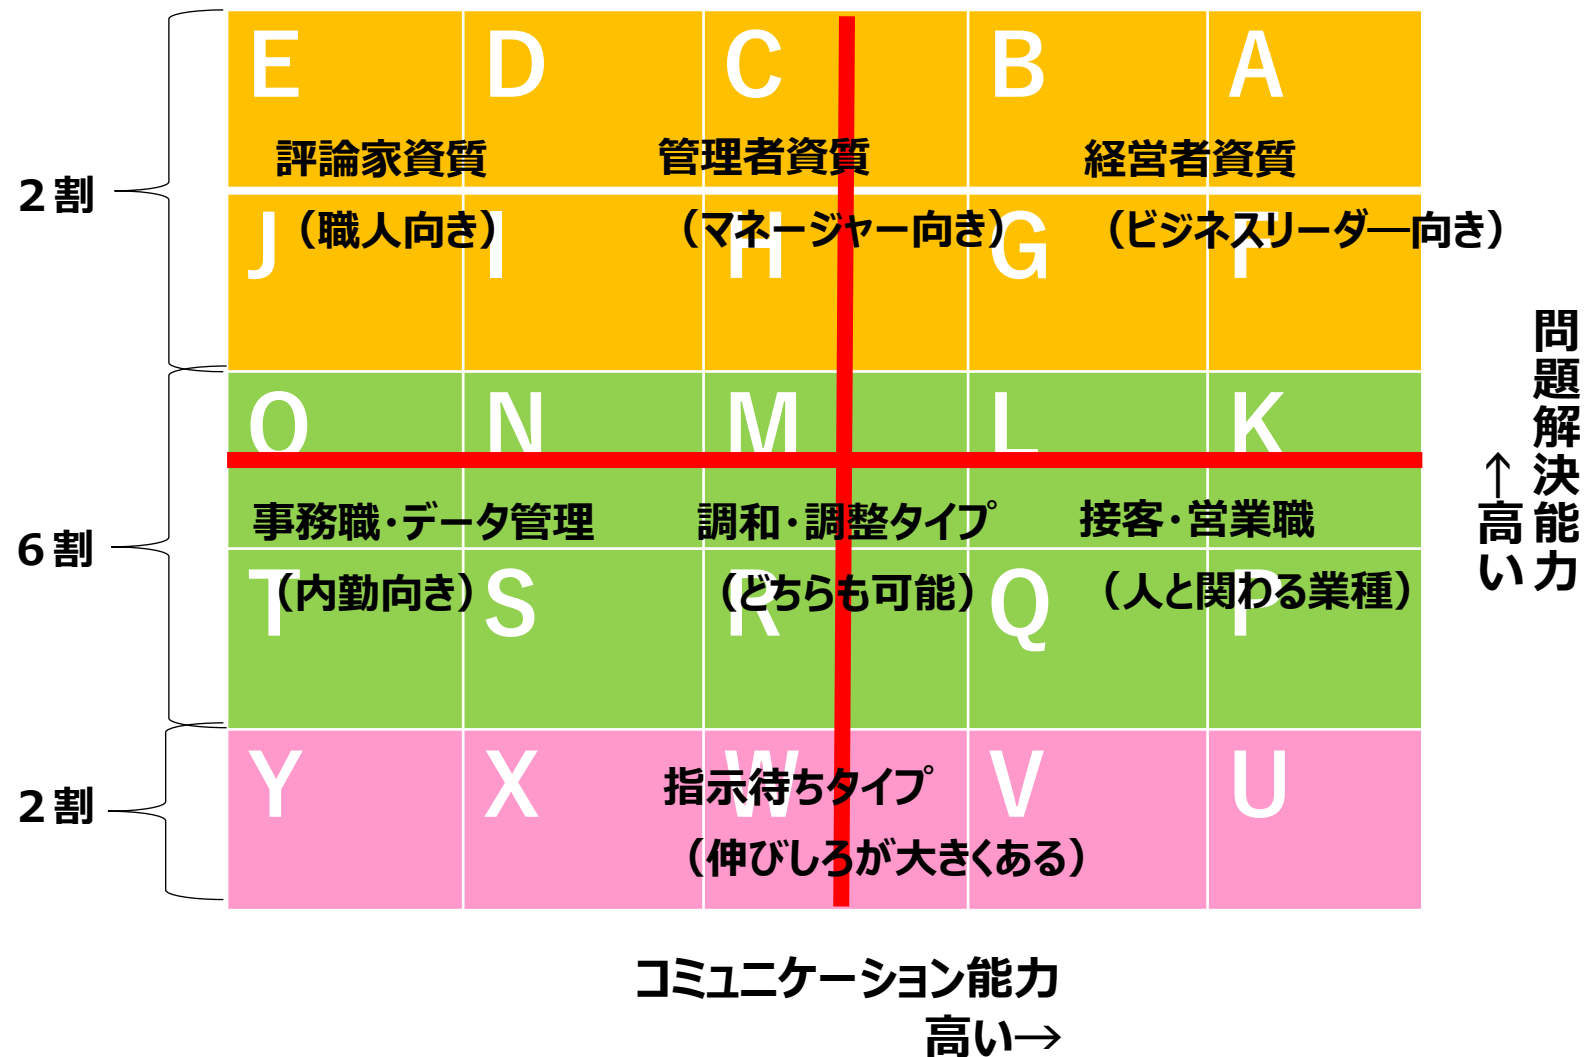 E D C B A
評論家資質 管理者資質 経営者資質
2割
J I H G F
（職人向き） （マネージャー向き） （ビジネスリーダ―向き）
O N M L K
事務職・データ管理 調和・調整タイプ 接客・営業職
6割
T S R Q P
（内勤向き） （どちらも可能） （人と関わる業種）
Y X W V U
指示待ちタイプ
2割
（伸びしろが大きくある）
問題解決能力
↑高い
コミュニケーション能力
高い→